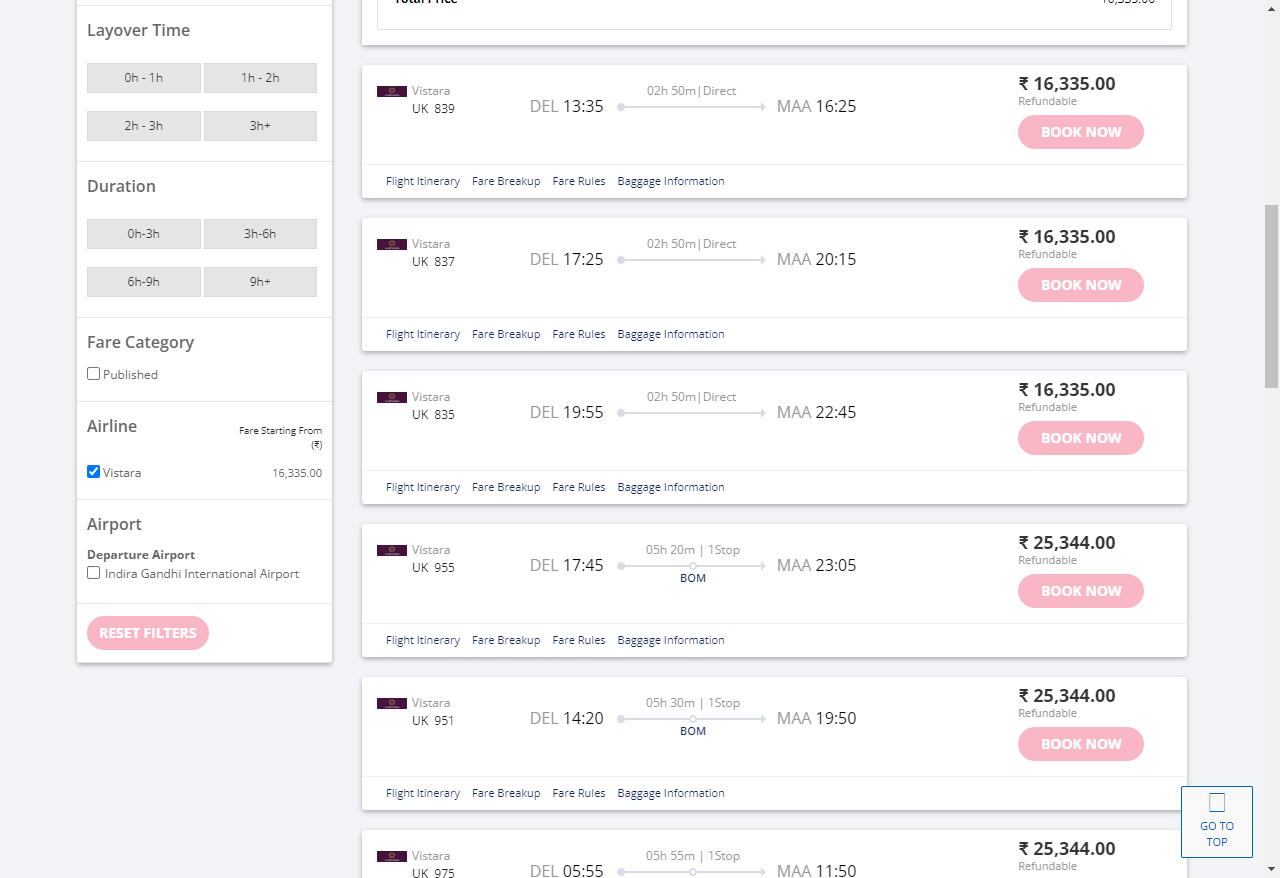 Layover Time
0h - 1h
1h - 2h
2h - 3h
3h+
Duration
0h-3h
3h-6h
6h-9h
9h+
Fare Category
Published
Airline
Fare Starting From
(₹)
Vistara 16,335.00
Airport
Departure Airport
Indira Gandhi International Airport
RESET FILTERS
Total Price 16,335.00
Vistara
UK 839
DEL 13:35
02h 50m|Direct
MAA 16:25
₹ 16,335.00
Refundable
BOOK NOW
Flight Itinerary Fare Breakup Fare Rules Baggage Information
Vistara
UK 837
DEL 17:25
02h 50m|Direct
MAA 20:15
₹ 16,335.00
Refundable
BOOK NOW
Flight Itinerary Fare Breakup Fare Rules Baggage Information
Vistara
UK 835
DEL 19:55
02h 50m|Direct
MAA 22:45
₹ 16,335.00
Refundable
BOOK NOW
Flight Itinerary Fare Breakup Fare Rules Baggage Information
Vistara
UK 955
DEL 17:45
05h 20m | 1Stop
BOM
MAA 23:05
₹ 25,344.00
Refundable
BOOK NOW
Flight Itinerary Fare Breakup Fare Rules Baggage Information
Vistara
UK 951
DEL 14:20
05h 30m | 1Stop
BOM
MAA 19:50
₹ 25,344.00
Refundable
BOOK NOW
Flight Itinerary Fare Breakup Fare Rules Baggage Information
Vistara
UK 975
DEL 05:55
05h 55m | 1Stop
MAA 11:50
₹ 25,344.00
Refundable
GO TO
TOP